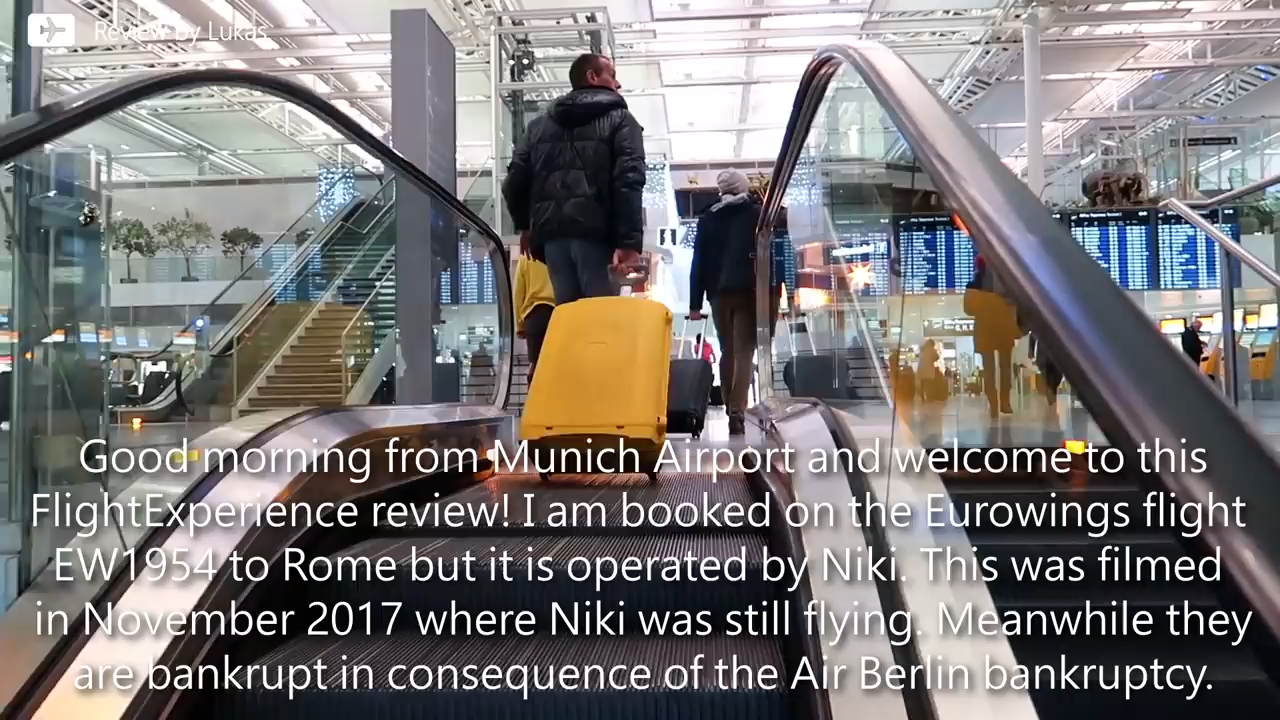 Review by Lukas
Good morning from Munich Airport and welcome to this
FlightExperience review! I am booked on the Eurowings flight
EW1954 to Rome but it is operated by Niki. This was filmed
in November 2017 where Niki was still flying. Meanwhile they
are bankrupt in consequence of the Air Berlin bankruptcy.